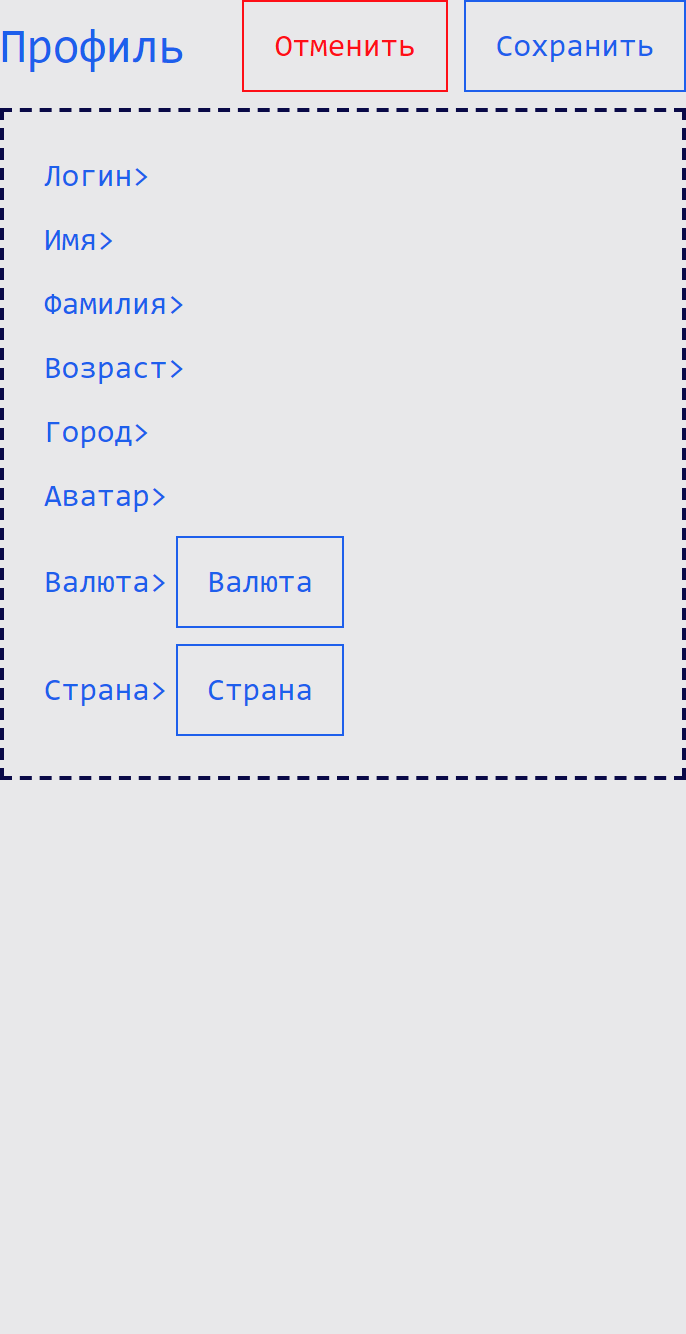 Профиль Отменить Сохранить
Логин>
Имя>
Фамилия>
Возраст>
Город>
Аватар>
Валюта> Валюта
Страна> Страна